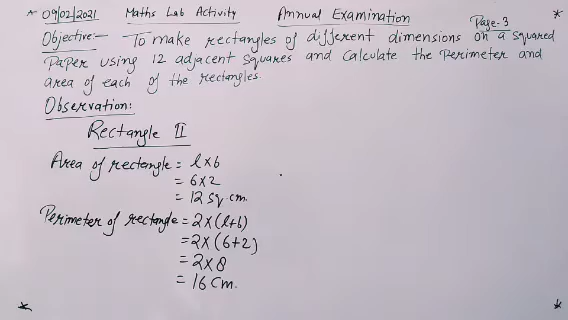 09/02/2021 Maths Lab Activity Annual Examination
Page-3
Objective:- To make rectangles of different dimensions on a squared
Paper using 12 adjacent squares and calculate the Perimeter and
area of each of the rectangles.
Observation:
Rectangle II
Area of rectangle = l×b
= 6×2
= 12 sq.cm.
Perimeter of rectangle = 2×(l+b)
= 2×(6+2)
= 2×8
= 16 cm.